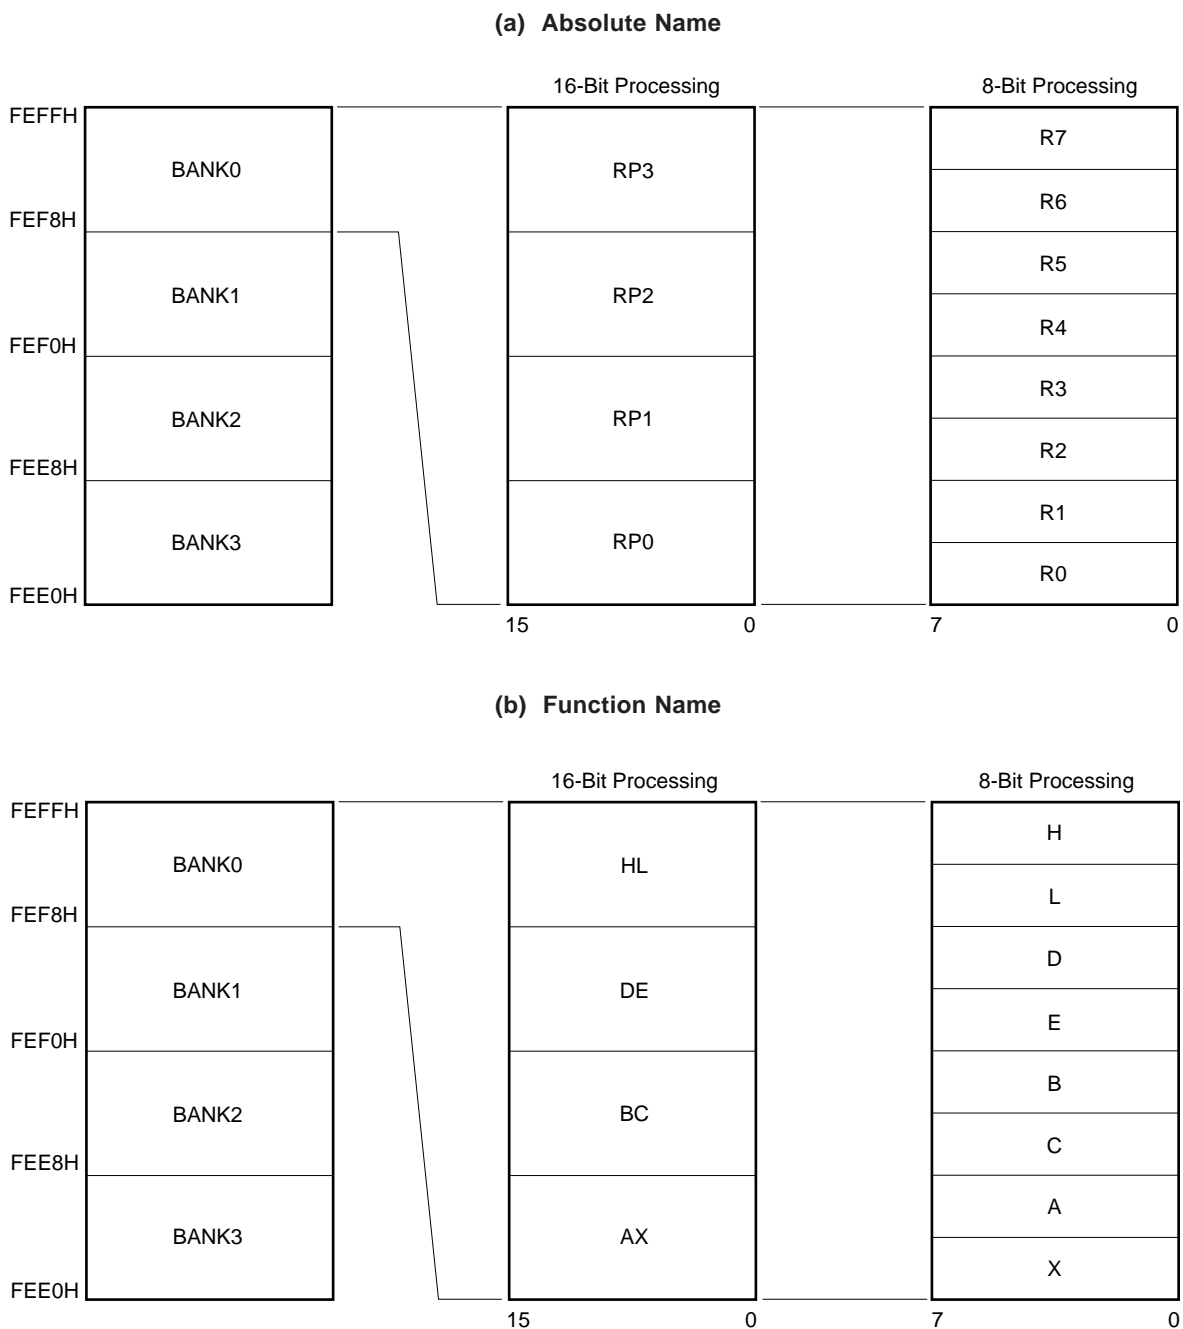 (a) Absolute Name
16-Bit Processing 8-Bit Processing
FEFFH
BANK0 RP3 R7
R6
FEF8H
BANK1 RP2 R5
R4
FEF0H
BANK2 RP1 R3
R2
FEE8H
BANK3 RP0 R1
R0
FEE0H
15 0 7 0
(b) Function Name
16-Bit Processing 8-Bit Processing
FEFFH
BANK0 HL H
L
FEF8H
BANK1 DE D
E
FEF0H
BANK2 BC B
C
FEE8H
BANK3 AX A
X
FEE0H
15 0 7 0